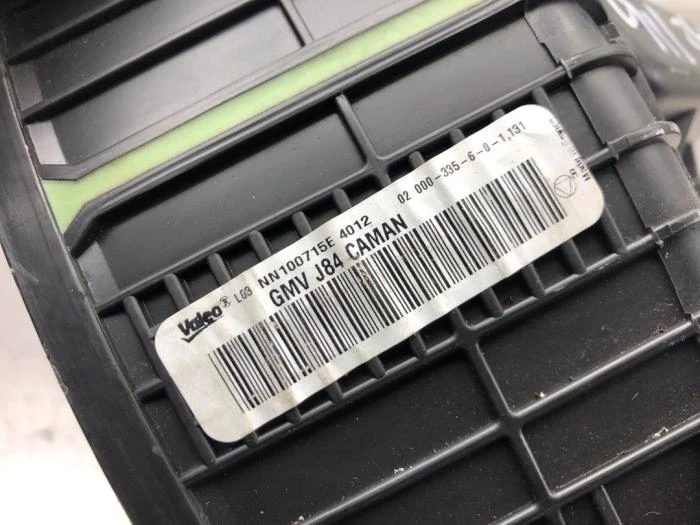 Valeo® L03 NN100715E 4012 02 000-335-6-0-1,131
GMV J84 CAMAN